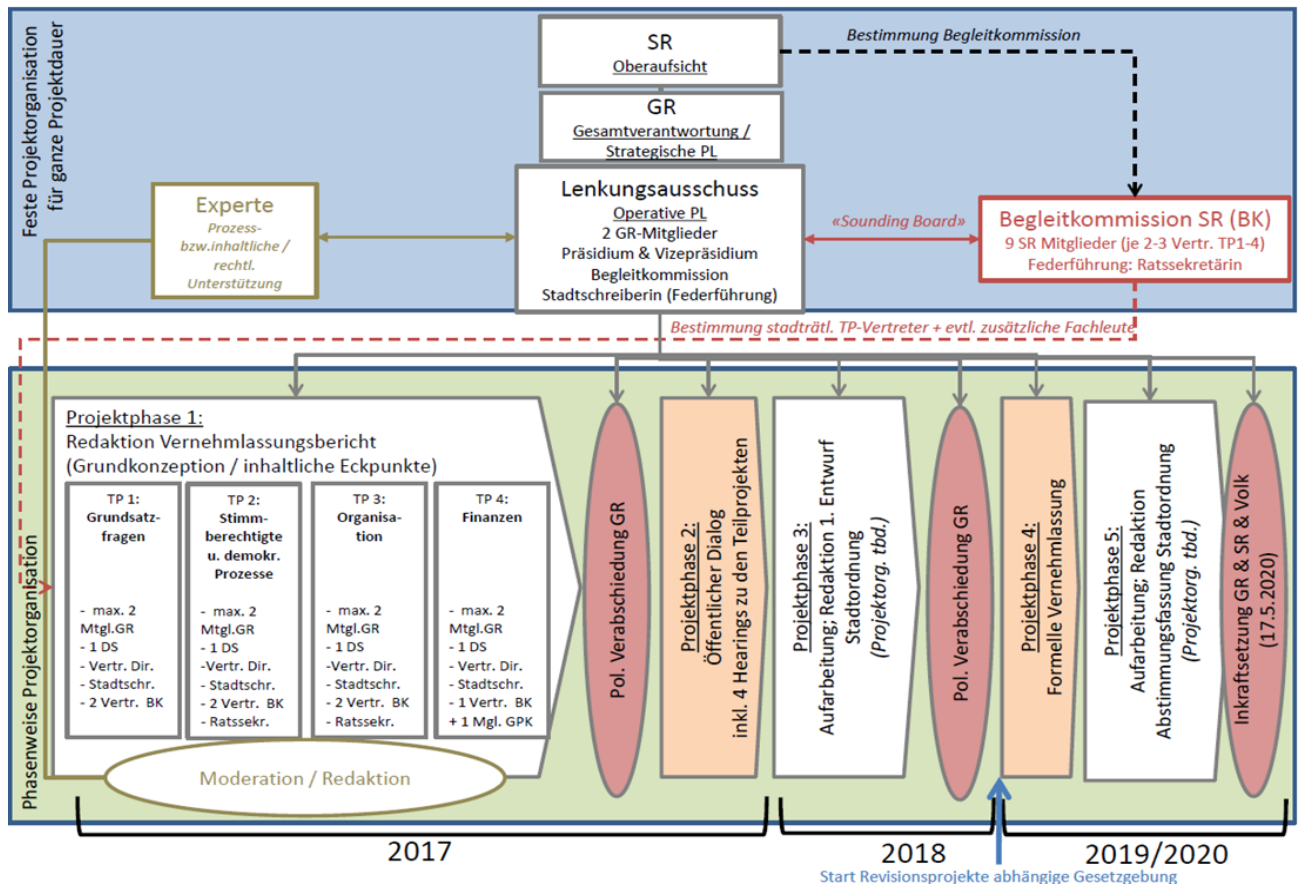 Feste Projektorganisation
für ganze Projektdauer
SR
Oberaufsicht
Bestimmung Begleitkommission
GR
Gesamtverantwortung /
Strategische PL
Lenkungsausschuss
Operative PL
2 GR-Mitglieder
Präsidium & Vizepräsidium
Begleitkommission
Stadtschreiberin (Federführung)
Experte
Prozess-
bzw.inhaltliche /
rechtl.
Unterstützung
«Sounding Board»
Begleitkommission SR (BK)
9 SR Mitglieder (je 2-3 Vertr. TP1-4)
Federführung: Ratssekretärin
Bestimmung stadträtl. TP-Vertreter + evtl. zusätzliche Fachleute
Phasenweise Projektorganisation
Projektphase 1:
Redaktion Vernehmlassungsbericht
(Grundkonzeption / inhaltliche Eckpunkte)
TP 1:
Grundsatz-
fragen
- max. 2
Mtgl.GR
- 1 DS
- Vertr. Dir.
- Stadtschr.
- 2 Vertr. BK
TP 2:
Stimm-
berechtigte
u. demokr.
Prozesse
- max. 2
Mtgl.GR
- 1 DS
-Vertr. Dir.
- Stadtschr.
- 2 Vertr. BK
- Ratssekr.
TP 3:
Organisa-
tion
- max. 2
Mtgl.GR
- 1 DS
-Vertr. Dir.
- Stadtschr.
- 2 Vertr. BK
- Ratssekr.
TP 4:
Finanzen
- max. 2
Mtgl.GR
- 1 DS
- Vertr. Dir.
- Stadtschr.
- 1 Vertr. BK
+ 1 Mgl. GPK
Moderation / Redaktion
Pol. Verabschiedung GR
Projektphase 2:
Öffentlicher Dialog
inkl. 4 Hearings zu den Teilprojekten
Projektphase 3:
Aufarbeitung; Redaktion 1. Entwurf
Stadtordnung
(Projektorg. tbd.)
Pol. Verabschiedung GR
Projektphase 4:
Formelle Vernehmlassung
Projektphase 5:
Aufarbeitung; Redaktion
Abstimmungsfassung Stadtordnung
(Projektorg. tbd.)
Inkraftsetzung GR & SR & Volk
(17.5.2020)
2017
2018
2019/2020
Start Revisionsprojekte abhängige Gesetzgebung